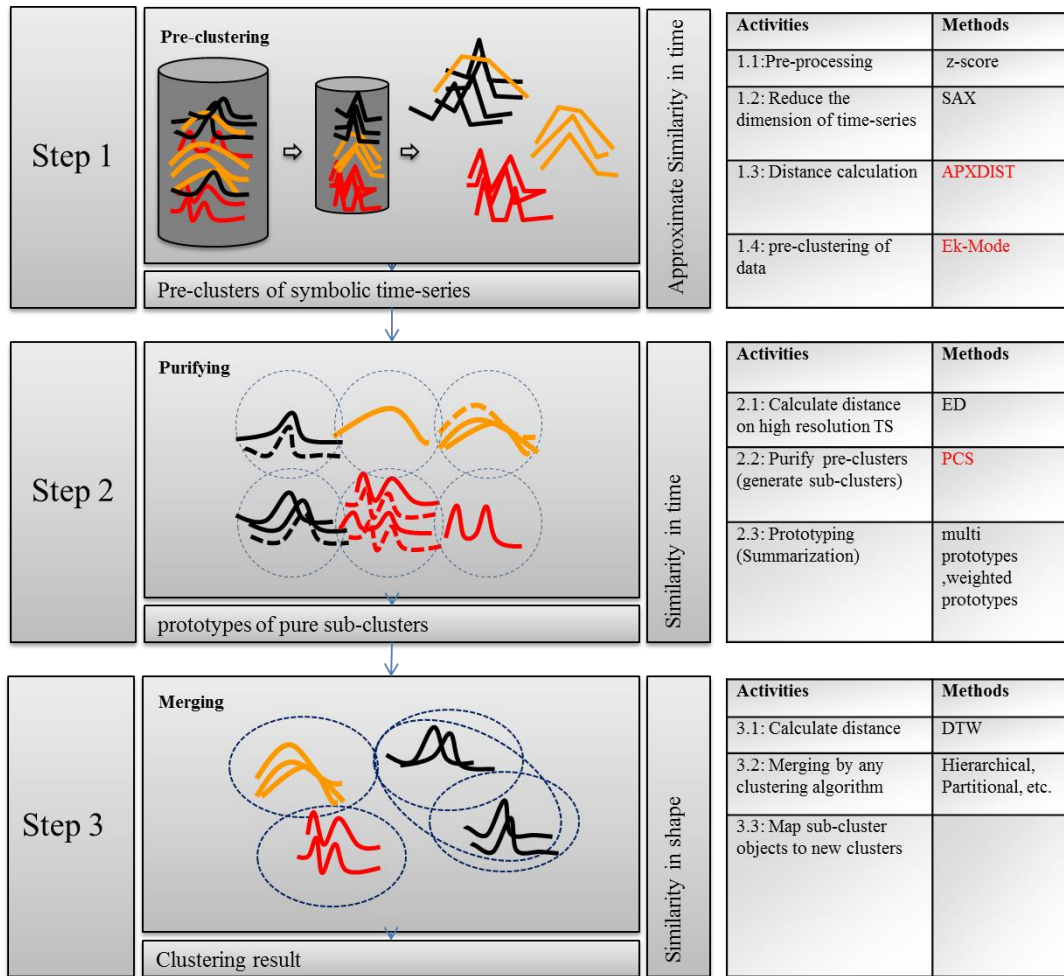 Step 1
Pre-clustering
Pre-clusters of symbolic time-series
Approximate Similarity in time
Activities Methods
1.1:Pre-processing z-score
1.2: Reduce the SAX
dimension of time-series
1.3: Distance calculation APXDIST
1.4: pre-clustering of Ek-Mode
data
Step 2
Purifying
prototypes of pure sub-clusters
Similarity in time
Activities Methods
2.1: Calculate distance ED
on high resolution TS
2.2: Purify pre-clusters PCS
(generate sub-clusters)
2.3: Prototyping multi
(Summarization) prototypes
,weighted
prototypes
Step 3
Merging
Clustering result
Similarity in shape
Activities Methods
3.1: Calculate distance DTW
3.2: Merging by any Hierarchical,
clustering algorithm Partitional, etc.
3.3: Map sub-cluster
objects to new clusters